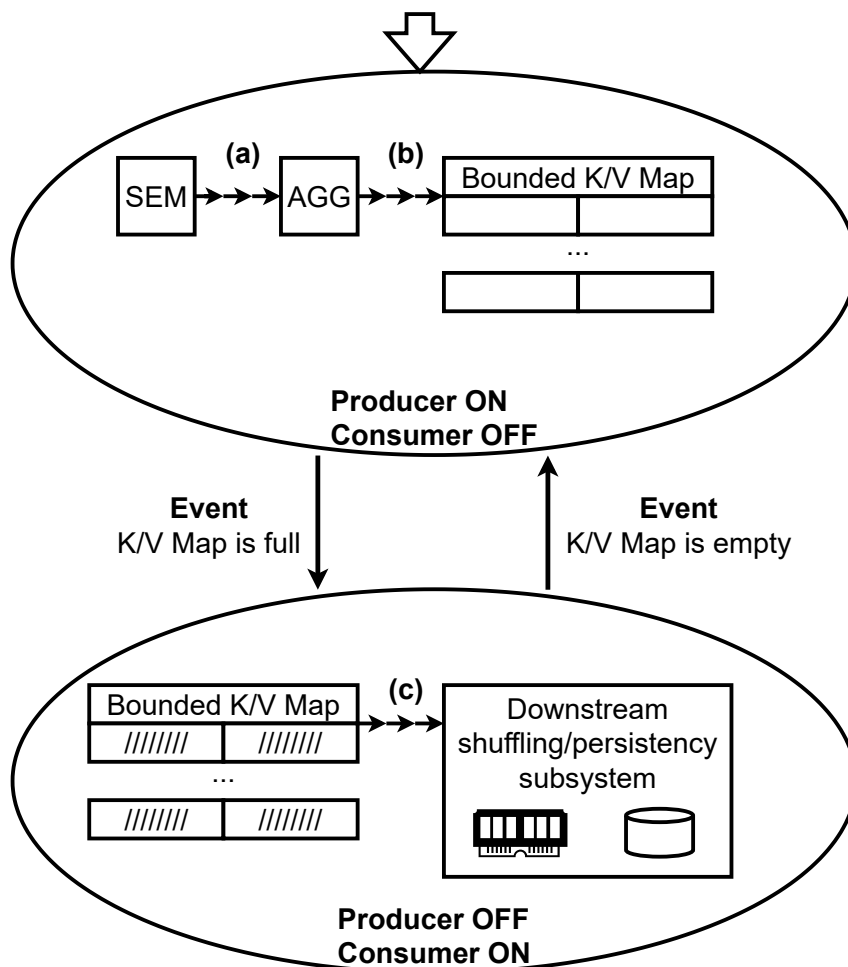 (a)
(b)
SEM
AGG
Bounded K/V Map
...
Producer ON
Consumer OFF
Event
K/V Map is full
Event
K/V Map is empty
Bounded K/V Map
//////// ////////
...
//////// ////////
(c)
Downstream
shuffling/persistency
subsystem
Producer OFF
Consumer ON